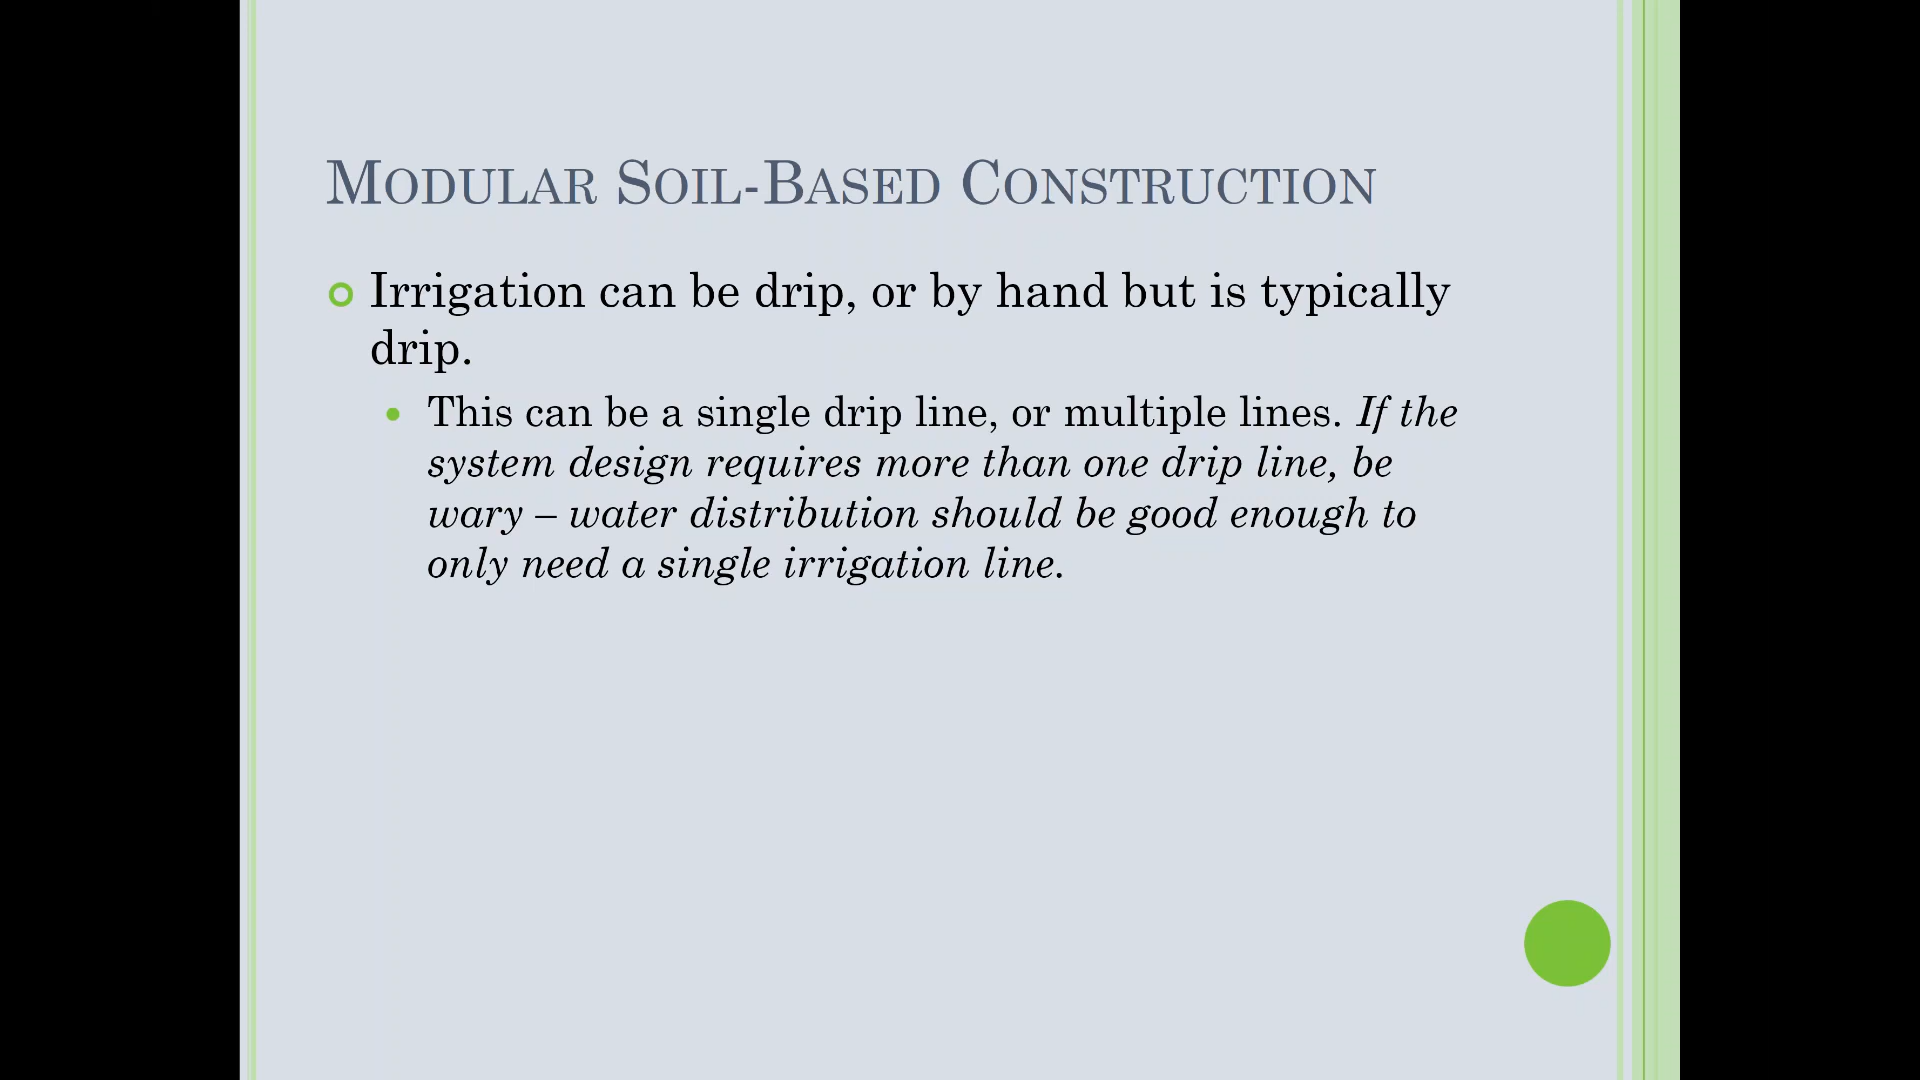 Modular Soil-Based Construction
Irrigation can be drip, or by hand but is typically
drip.
This can be a single drip line, or multiple lines. If the
system design requires more than one drip line, be
wary – water distribution should be good enough to
only need a single irrigation line.